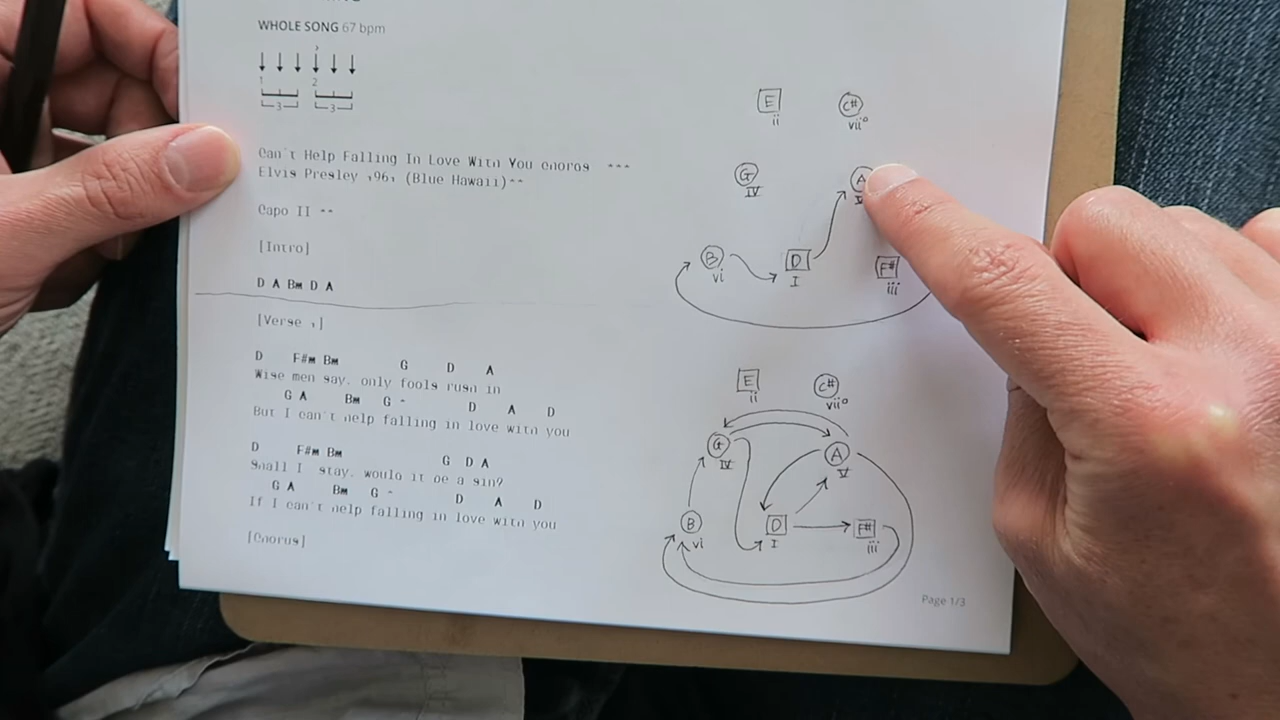 WHOLE SONG 67 bpm
1 2
3 3
Can't Help Falling In Love With You
Elvis Presley (Blue Hawaii)
Capo II
[Intro]
D A Bm D A
[Verse
D F#m Bm G D A
Wise men say, only fools rush in
G A Bm G - D A D
But I can't help falling in love with you
D F#m Bm G D A
Shall I stay, would it be a sin?
G A Bm G - D A D
If I can't help falling in love with you
[Chorus]
E ii
C# vii°
G IV
A
B vi
D I
F# iii
E ii
C# vii°
G IV
A V
B vi
D I
F# iii
Page 1/3